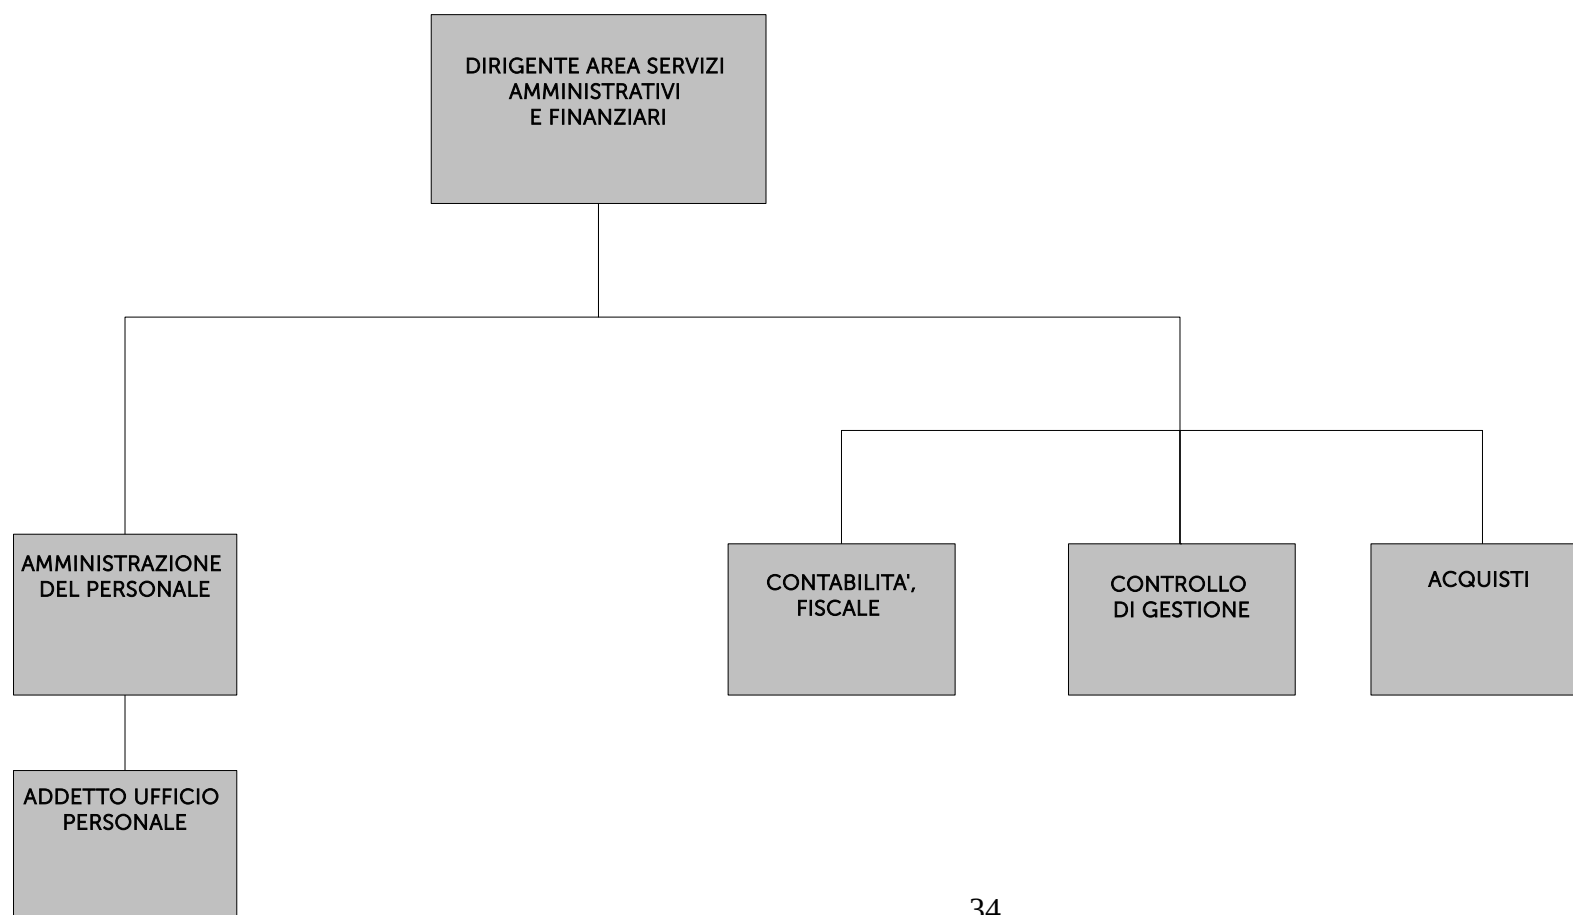 DIRIGENTE AREA SERVIZI
AMMINISTRATIVI
E FINANZIARI
AMMINISTRAZIONE
DEL PERSONALE
CONTABILITA',
FISCALE
CONTROLLO
DI GESTIONE
ACQUISTI
ADDETTO UFFICIO
PERSONALE
34